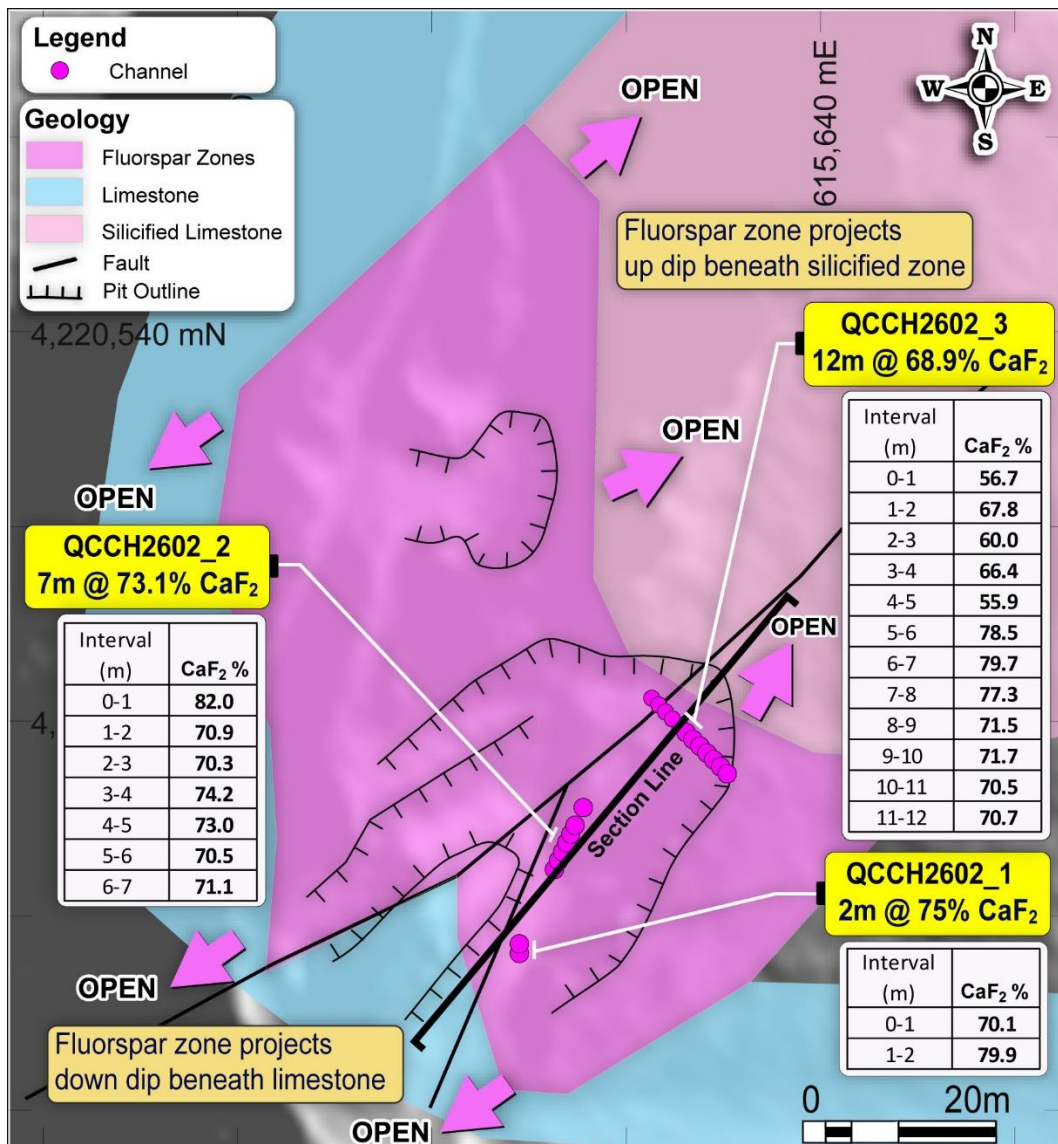 Legend
Channel
Geology
Fluorspar Zones
Limestone
Silicified Limestone
Fault
Pit Outline
N
W E
S
615,640 mE
4,220,540 mN
OPEN
Fluorspar zone projects
up dip beneath silicified zone
OPEN
OPEN
OPEN
QCCH2602_3
12m @ 68.9% CaF₂
Interval (m) CaF₂ %
0-1 56.7
1-2 67.8
2-3 60.0
3-4 66.4
4-5 55.9
5-6 78.5
6-7 79.7
7-8 77.3
8-9 71.5
9-10 71.7
10-11 70.5
11-12 70.7
QCCH2602_2
7m @ 73.1% CaF₂
Interval (m) CaF₂ %
0-1 82.0
1-2 70.9
2-3 70.3
3-4 74.2
4-5 73.0
5-6 70.5
6-7 71.1
Section Line
QCCH2602_1
2m @ 75% CaF₂
Interval (m) CaF₂ %
0-1 70.1
1-2 79.9
OPEN
Fluorspar zone projects
down dip beneath limestone
OPEN
0 20m